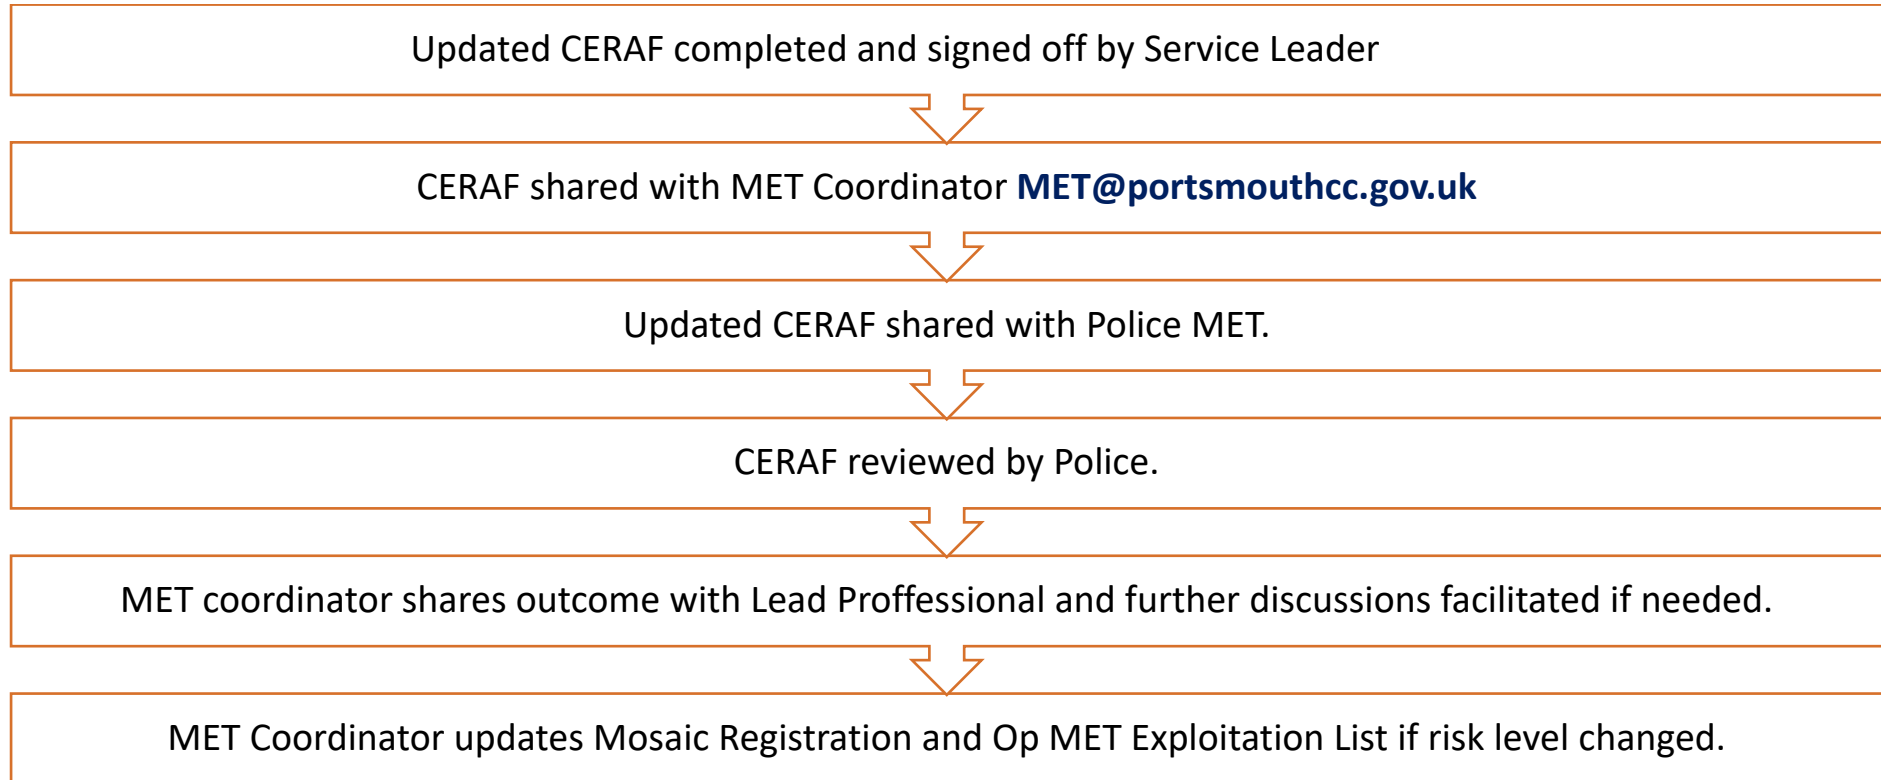 Updated CERAF completed and signed off by Service Leader
CERAF shared with MET Coordinator MET@portsmouthcc.gov.uk
Updated CERAF shared with Police MET.
CERAF reviewed by Police.
MET coordinator shares outcome with Lead Proffessional and further discussions facilitated if needed.
MET Coordinator updates Mosaic Registration and Op MET Exploitation List if risk level changed.